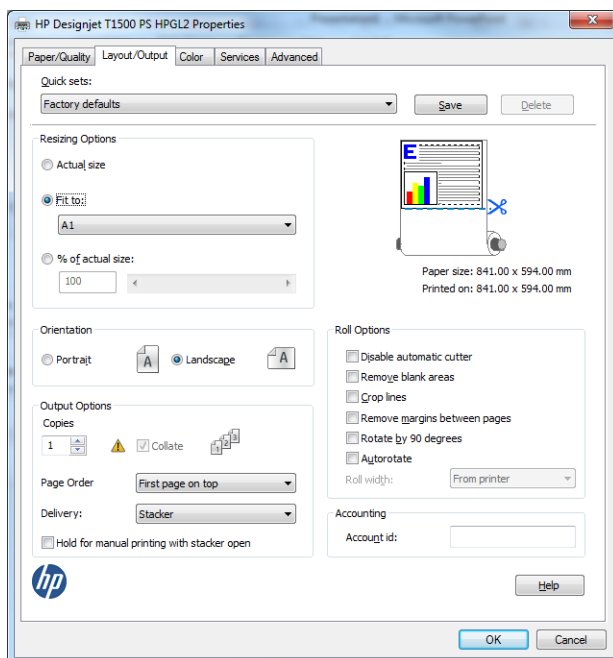 HP Designjet T1500 PS HPGL2 Properties
Paper/Quality Layout/Output Color Services Advanced
Quick sets:
Factory defaults Save Delete
Resizing Options
Actual size
Fit to:
A1
% of actual size:
100
E
Paper size: 841.00 x 594.00 mm
Printed on: 841.00 x 594.00 mm
Orientation
Portrait A Landscape A
Output Options
Copies
1 Collate 1 2 3
Page Order First page on top
Delivery: Stacker
Hold for manual printing with stacker open
Roll Options
Disable automatic cutter
Remove blank areas
Crop lines
Remove margins between pages
Rotate by 90 degrees
Autorotate
Roll width: From printer
Accounting
Account id:
hp
Help
OK Cancel